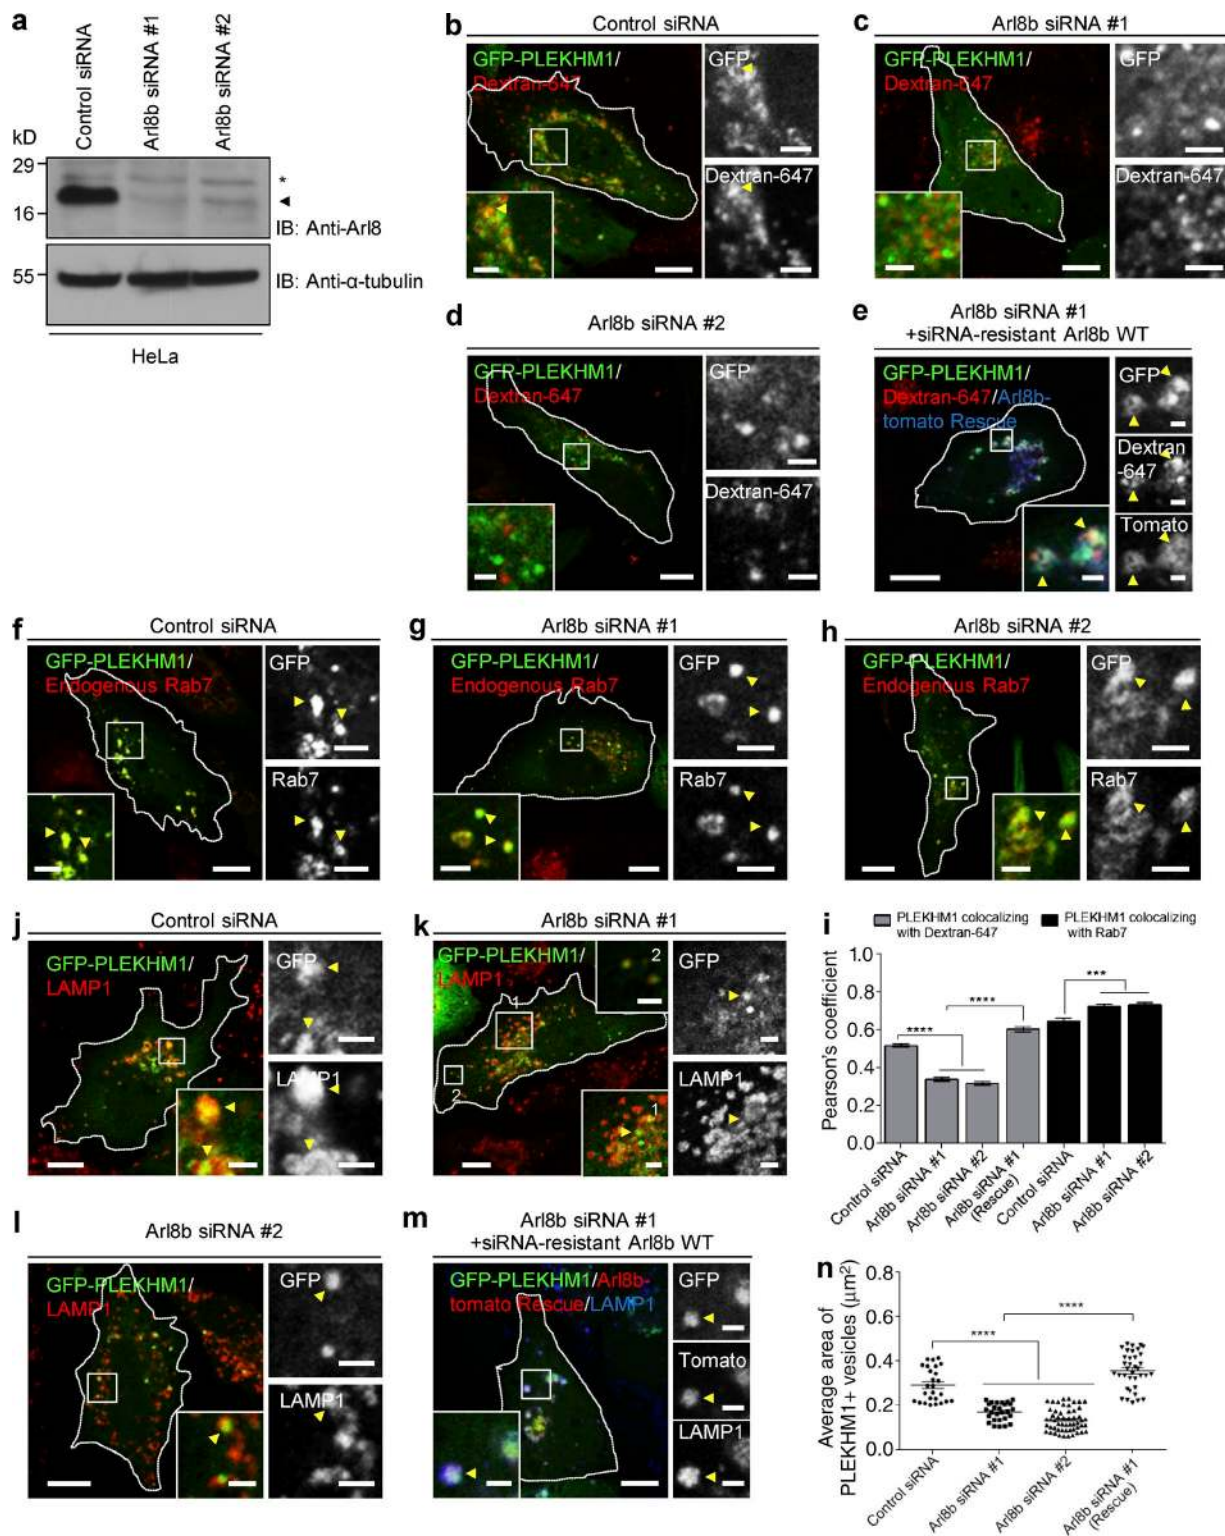 a
Control siRNA
Arl8b siRNA #1
Arl8b siRNA #2
kD
29
*
16
IB: Anti-Arl8
55
IB: Anti-α-tubulin
HeLa
b
Control siRNA
GFP-PLEKHM1/
Dextran-647
GFP
Dextran-647
c
Arl8b siRNA #1
GFP-PLEKHM1/
Dextran-647
GFP
Dextran-647
d
Arl8b siRNA #2
GFP-PLEKHM1/
Dextran-647
GFP
Dextran-647
e
Arl8b siRNA #1
+siRNA-resistant Arl8b WT
GFP-PLEKHM1/
Dextran-647/Arl8b-
tomato Rescue
GFP
Dextran
-647
Tomato
f
Control siRNA
GFP-PLEKHM1/
Endogenous Rab7
GFP
Rab7
g
Arl8b siRNA #1
GFP-PLEKHM1/
Endogenous Rab7
GFP
Rab7
h
Arl8b siRNA #2
GFP-PLEKHM1/
Endogenous Rab7
GFP
Rab7
j
Control siRNA
GFP-PLEKHM1/
LAMP1
GFP
LAMP1
k
Arl8b siRNA #1
GFP-PLEKHM1/
LAMP1
1
2
2
1
GFP
LAMP1
i
PLEKHM1 colocalizing
with Dextran-647
PLEKHM1 colocalizing
with Rab7
Pearson's coefficient
1.0
0.8
0.6
0.4
0.2
0.0
****
****
***
Control siRNA
Arl8b siRNA #1
Arl8b siRNA #2
Arl8b siRNA #1
(Rescue)
Control siRNA
Arl8b siRNA #1
Arl8b siRNA #2
l
Arl8b siRNA #2
GFP-PLEKHM1/
LAMP1
GFP
LAMP1
m
Arl8b siRNA #1
+siRNA-resistant Arl8b WT
GFP-PLEKHM1/Arl8b-
tomato Rescue/LAMP1
GFP
Tomato
LAMP1
n
Average area of
PLEKHM1+ vesicles (μm²)
0.8
0.6
0.4
0.2
0.0
****
****
Control siRNA
Arl8b siRNA #1
Arl8b siRNA #2
Arl8b siRNA #1
(Rescue)